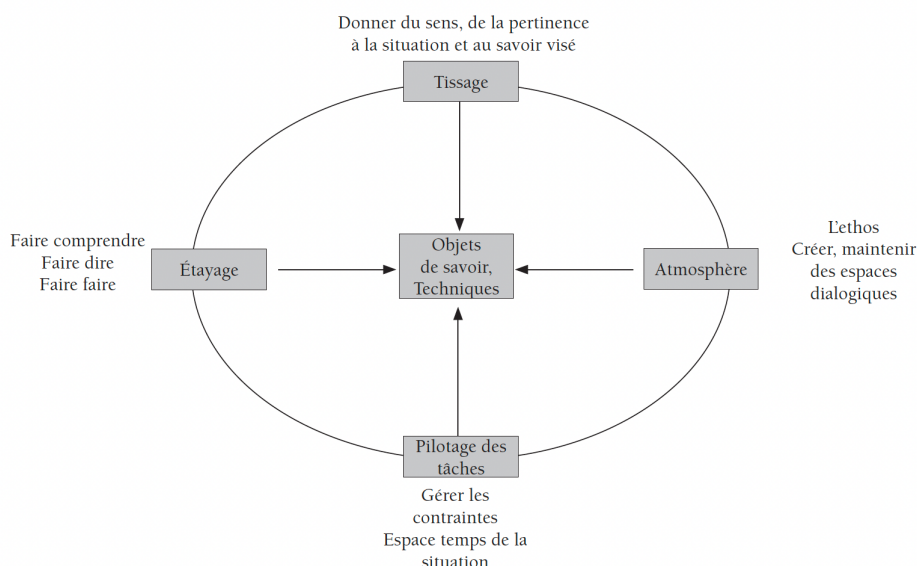 Donner du sens, de la pertinence
à la situation et au savoir visé
Tissage
Faire comprendre
Faire dire
Faire faire
Étayage
Objets
de savoir,
Techniques
Atmosphère
L'ethos
Créer, maintenir
des espaces
dialogiques
Pilotage des
tâches
Gérer les
contraintes
Espace temps de la
situation